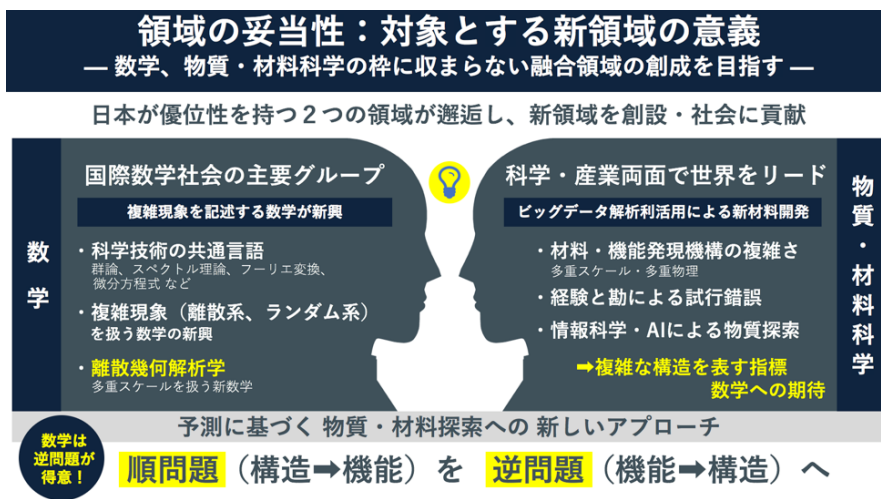 領域の妥当性：対象とする新領域の意義
― 数学、物質・材料科学の枠に収まらない融合領域の創成を目指す ―
日本が優位性を持つ２つの領域が邂逅し、新領域を創設・社会に貢献
数学
国際数学社会の主要グループ
複雑現象を記述する数学が新興
・科学技術の共通言語
群論、スペクトル理論、フーリエ変換、
微分方程式 など
・複雑現象（離散系、ランダム系）
を扱う数学の新興
・離散幾何解析学
多重スケールを扱う新数学
科学・産業両面で世界をリード
ビッグデータ解析利活用による新材料開発
・材料・機能発現機構の複雑さ
多重スケール・多重物理
・経験と勘による試行錯誤
・情報科学・AIによる物質探索
➡複雑な構造を表す指標
数学への期待
物質・材料科学
予測に基づく 物質・材料探索への 新しいアプローチ
数学は
逆問題が
得意！
順問題（構造➡機能）を 逆問題（機能➡構造）へ